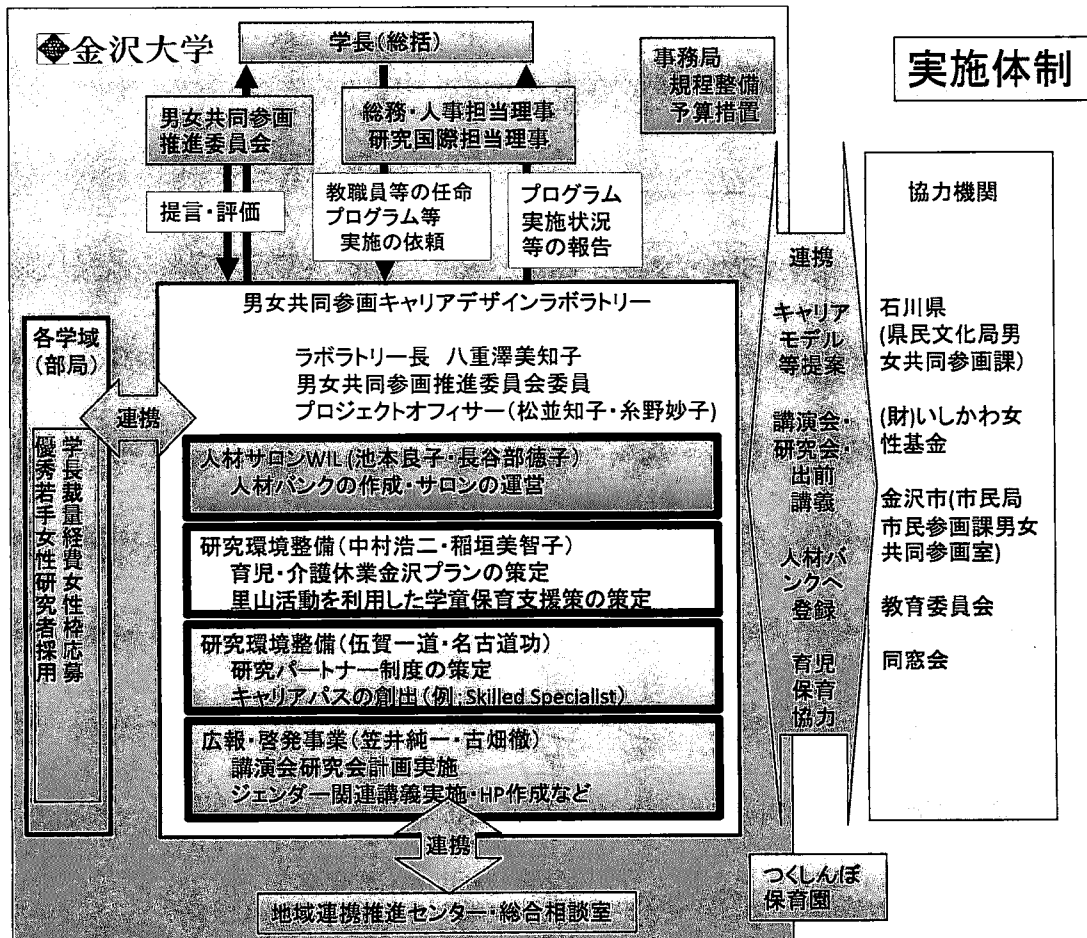 金沢大学
学長(総括)
事務局
規程整備
予算措置
実施体制
男女共同参画
推進委員会
総務・人事担当理事
研究国際担当理事
提言・評価
教職員等の任命
プログラム等
実施の依頼
プログラム
実施状況
等の報告
男女共同参画キャリアデザインラボラトリー
ラボラトリー長 八重澤美知子
男女共同参画推進委員会委員
プロジェクトオフィサー(松並知子・糸野妙子)
各学域
(部局)
連携
学長裁量経費女性枠応募
優秀若手女性研究者採用
人材サロンWIL(池本良子・長谷部徳子)
人材バンクの作成・サロンの運営
研究環境整備(中村浩二・稲垣美智子)
育児・介護休業金沢プランの策定
里山活動を利用した学童保育支援策の策定
研究環境整備(伍賀一道・名古道功)
研究パートナー制度の策定
キャリアパスの創出(例, Skilled Specialist)
広報・啓発事業(笠井純一・古畑徹)
講演会研究会計画実施
ジェンダー関連講義実施・HP作成など
連携
地域連携推進センター・総合相談室
連携
キャリア
モデル
等提案
講演会・
研究会・
出前
講義
人材バ
ンクへ
登録
育児
保育
協力
協力機関
石川県
(県民文化局男
女共同参画課)
(財)いしかわ女
性基金
金沢市(市民局
市民参画課男女
共同参画室)
教育委員会
同窓会
つくしんぼ
保育園